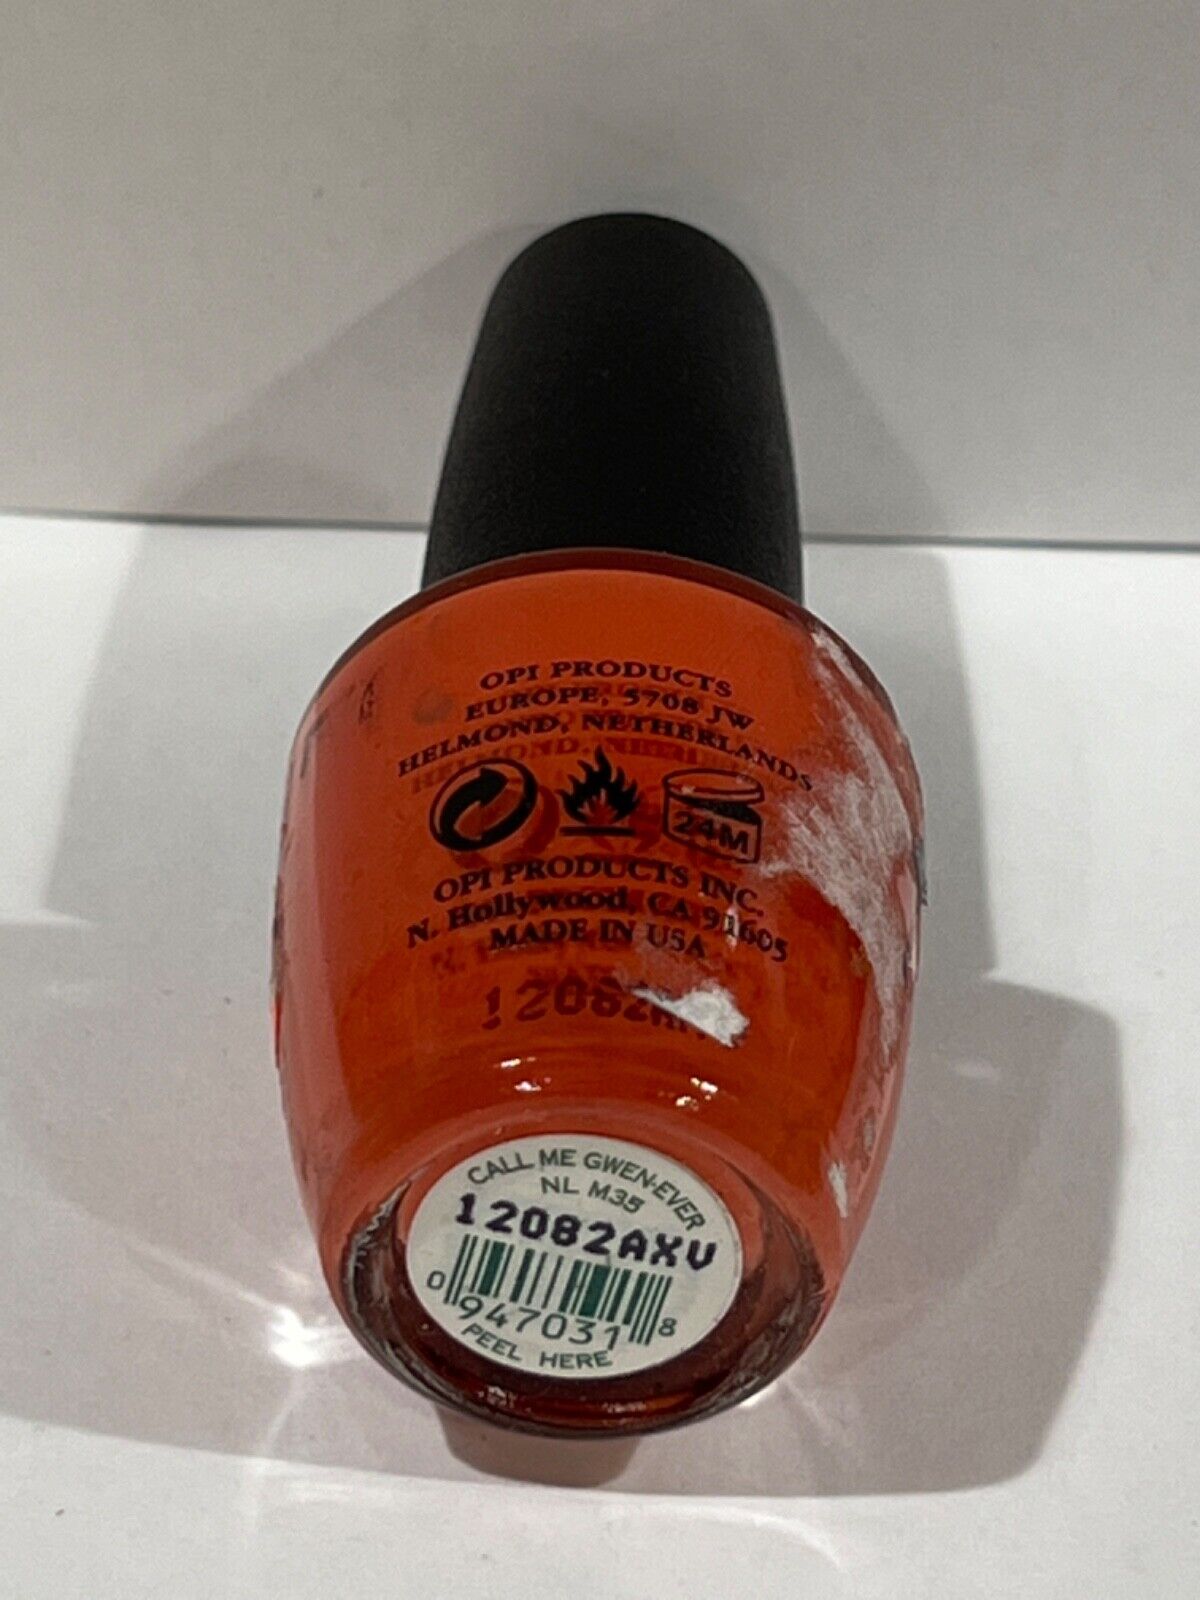 OPI PRODUCTS
EUROPE, 5708 JW
HELMOND, NETHERLANDS
24M
OPI PRODUCTS INC.
N. Hollywood, CA 91605
MADE IN USA
12082AX
CALL ME GWEN-EVER
NL M35
12082AXV
0 947031 8
PEEL HERE